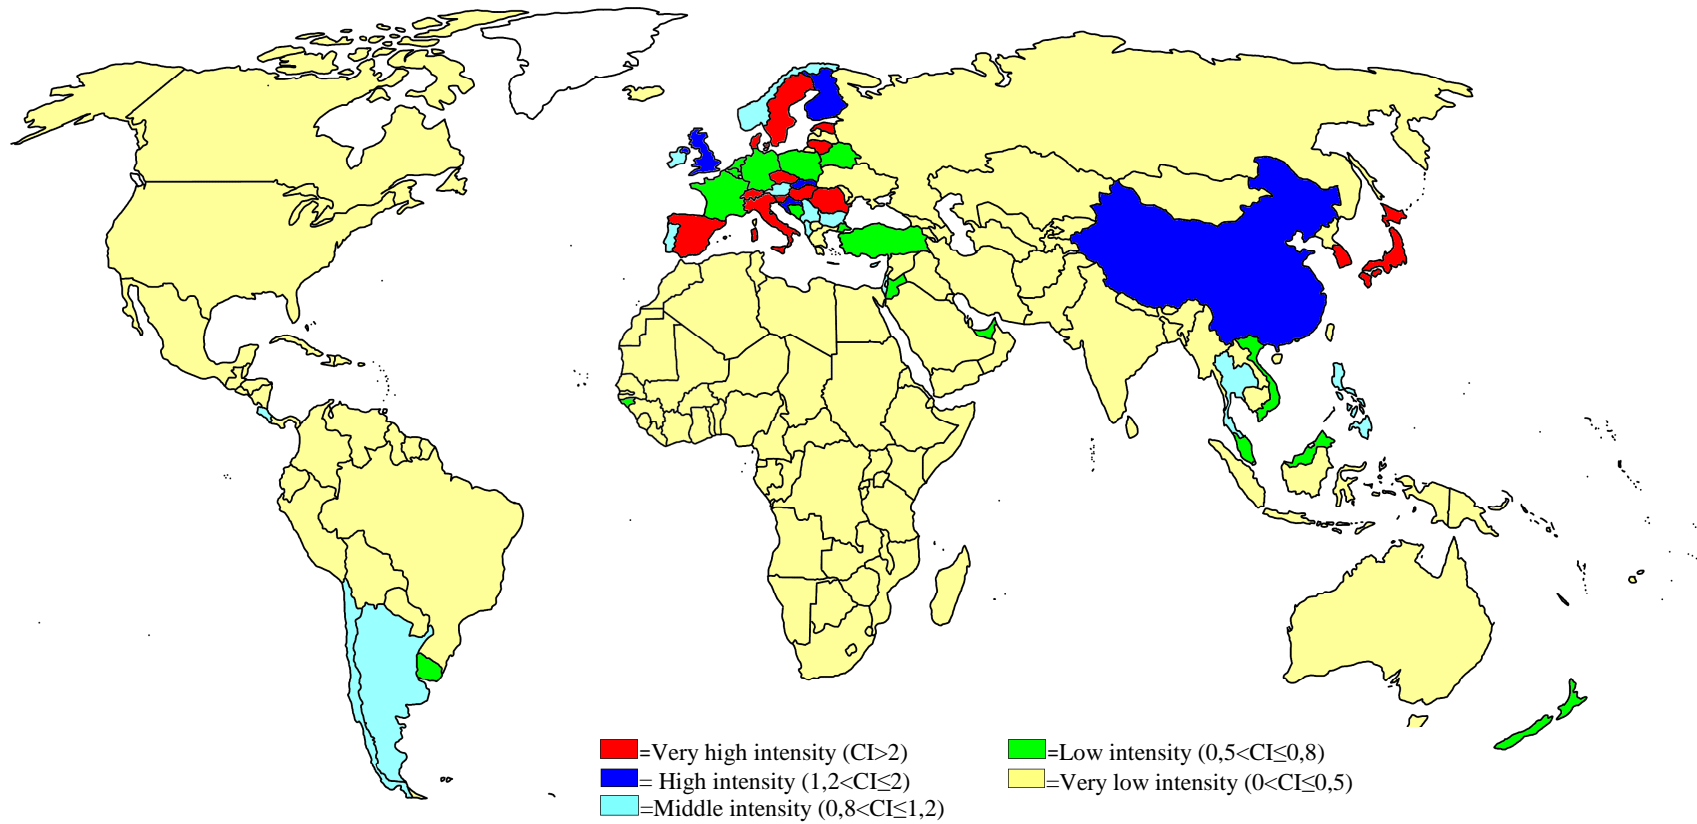 =Very high intensity (CI>2)
= High intensity (1,2<CI≤2)
=Middle intensity (0,8<CI≤1,2)
=Low intensity (0,5<CI≤0,8)
=Very low intensity (0<CI≤0,5)